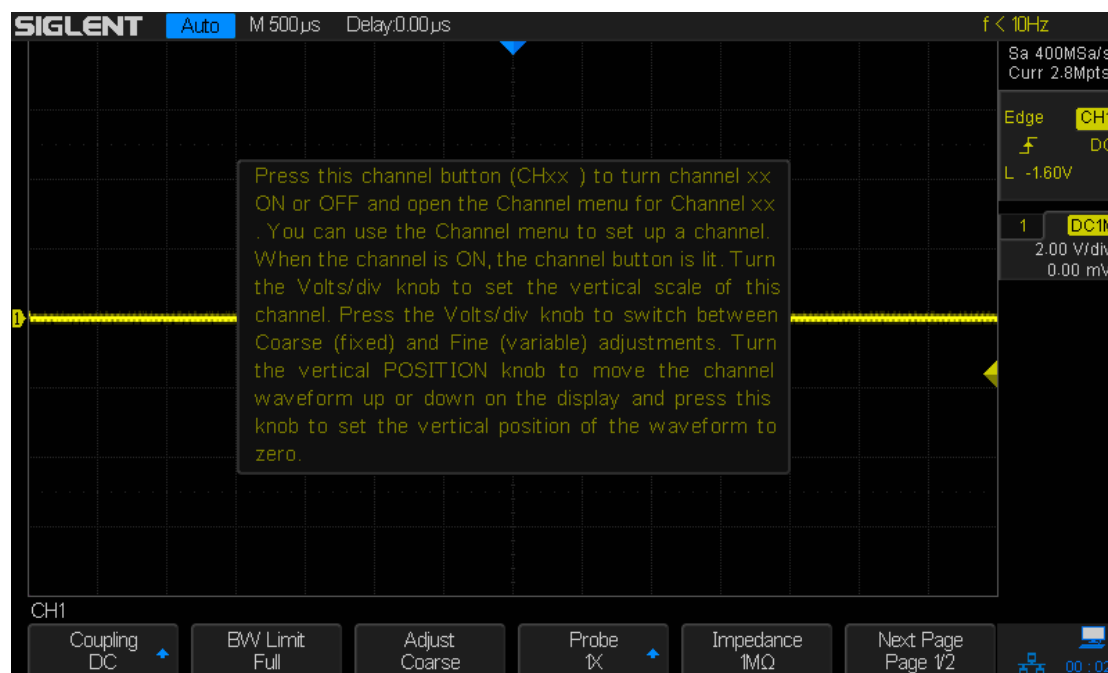 SIGLENT Auto M 500µs Delay:0.00µs f < 10Hz
Sa 400MSa/s
Curr 2.8Mpts
Edge CH1
DC
L -1.60V
1 DC1M
2.00 V/div
0.00 mV
Press this channel button (CHxx ) to turn channel xx
ON or OFF and open the Channel menu for Channel xx
. You can use the Channel menu to set up a channel.
When the channel is ON, the channel button is lit. Turn
the Volts/div knob to set the vertical scale of this
channel. Press the Volts/div knob to switch between
Coarse (fixed) and Fine (variable) adjustments. Turn
the vertical POSITION knob to move the channel
waveform up or down on the display and press this
knob to set the vertical position of the waveform to
zero.
1
CH1
Coupling BW Limit Adjust Probe Impedance Next Page
DC Full Coarse 1X 1MΩ Page 1/2
00 : 02